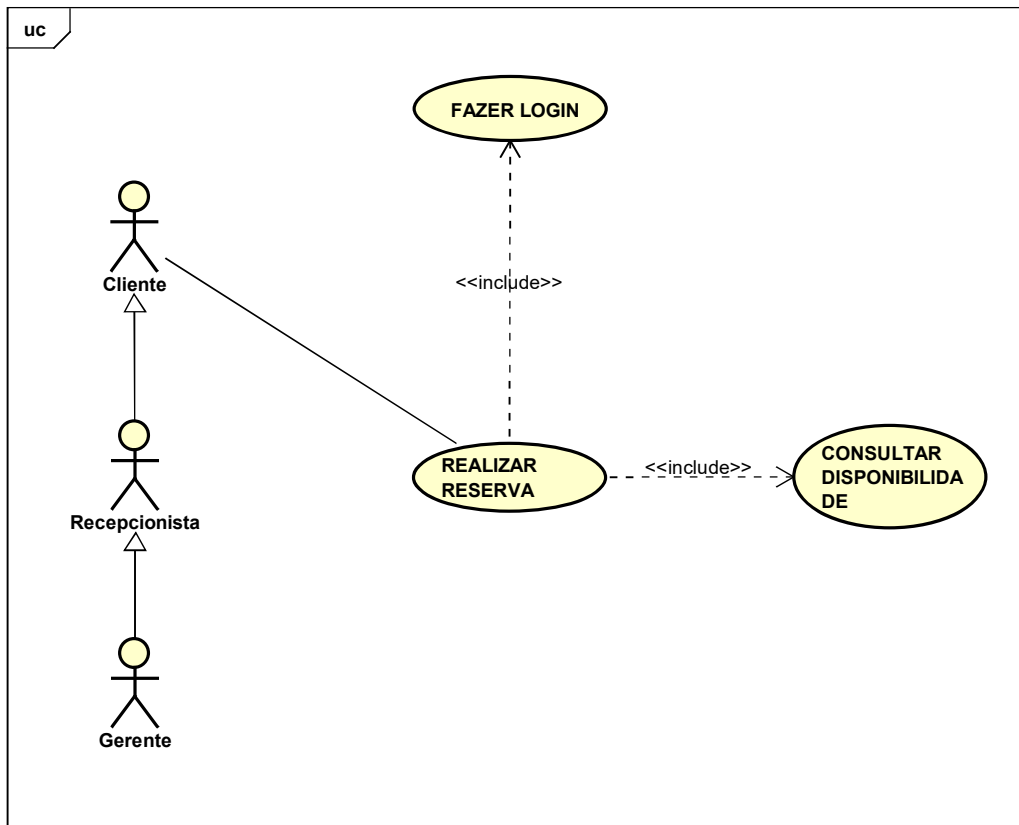 uc
FAZER LOGIN
Cliente
<<include>>
REALIZAR
RESERVA
<<include>>
CONSULTAR
DISPONIBILIDA
DE
Recepcionista
Gerente